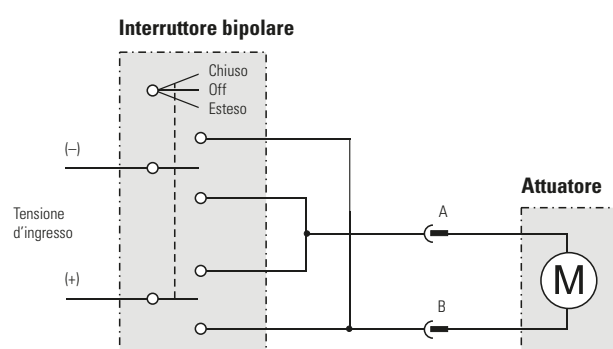 Interruttore bipolare
Chiuso
Off
Esteso
(–)
Tensione
d'ingresso
(+)
Attuatore
A
B
M